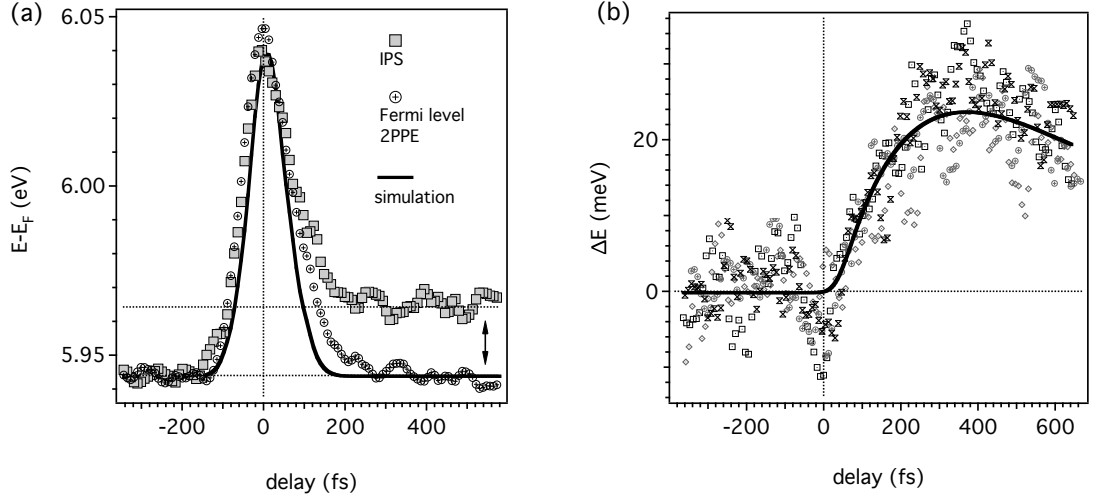 (a)
6.05
6.00
5.95
E-E_F (eV)
IPS
Fermi level
2PPE
simulation
-200
0
200
400
delay (fs)
(b)
20
0
ΔE (meV)
-200
0
200
400
600
delay (fs)